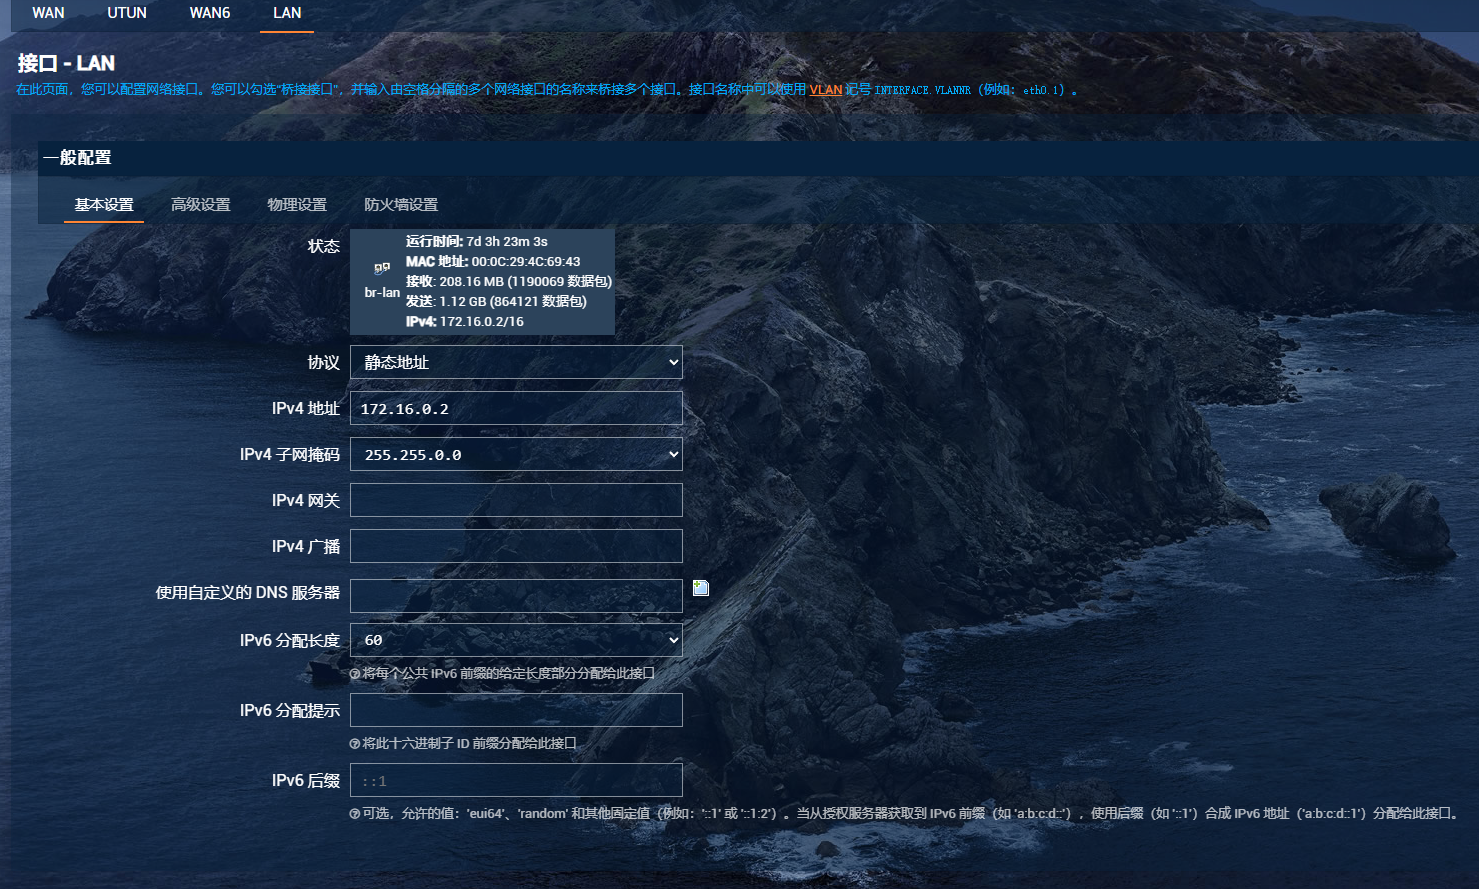 WAN UTUN WAN6 LAN
接口 - LAN
在此页面，您可以配置网络接口。您可以勾选"桥接接口"，并输入由空格分隔的多个网络接口的名称来桥接多个接口。接口名称中可以使用 VLAN 记号 INTERFACE.VLANNR（例如：eth0.1）。
一般配置
基本设置 高级设置 物理设置 防火墙设置
状态
br-lan
运行时间: 7d 3h 23m 3s
MAC 地址: 00:0C:29:4C:69:43
接收: 208.16 MB (1190069 数据包)
发送: 1.12 GB (864121 数据包)
IPv4: 172.16.0.2/16
协议 静态地址
IPv4 地址 172.16.0.2
IPv4 子网掩码 255.255.0.0
IPv4 网关
IPv4 广播
使用自定义的 DNS 服务器
IPv6 分配长度 60
将每个公共 IPv6 前缀的给定长度部分分配给此接口
IPv6 分配提示
将此十六进制子 ID 前缀分配给此接口
IPv6 后缀 ::1
可选，允许的值：'eui64'、'random' 和其他固定值（例如：'::1' 或 '::1:2'）。当从授权服务器获取到 IPv6 前缀（如 'a:b:c:d::'），使用后缀（如 '::1'）合成 IPv6 地址（'a:b:c:d::1'）分配给此接口。